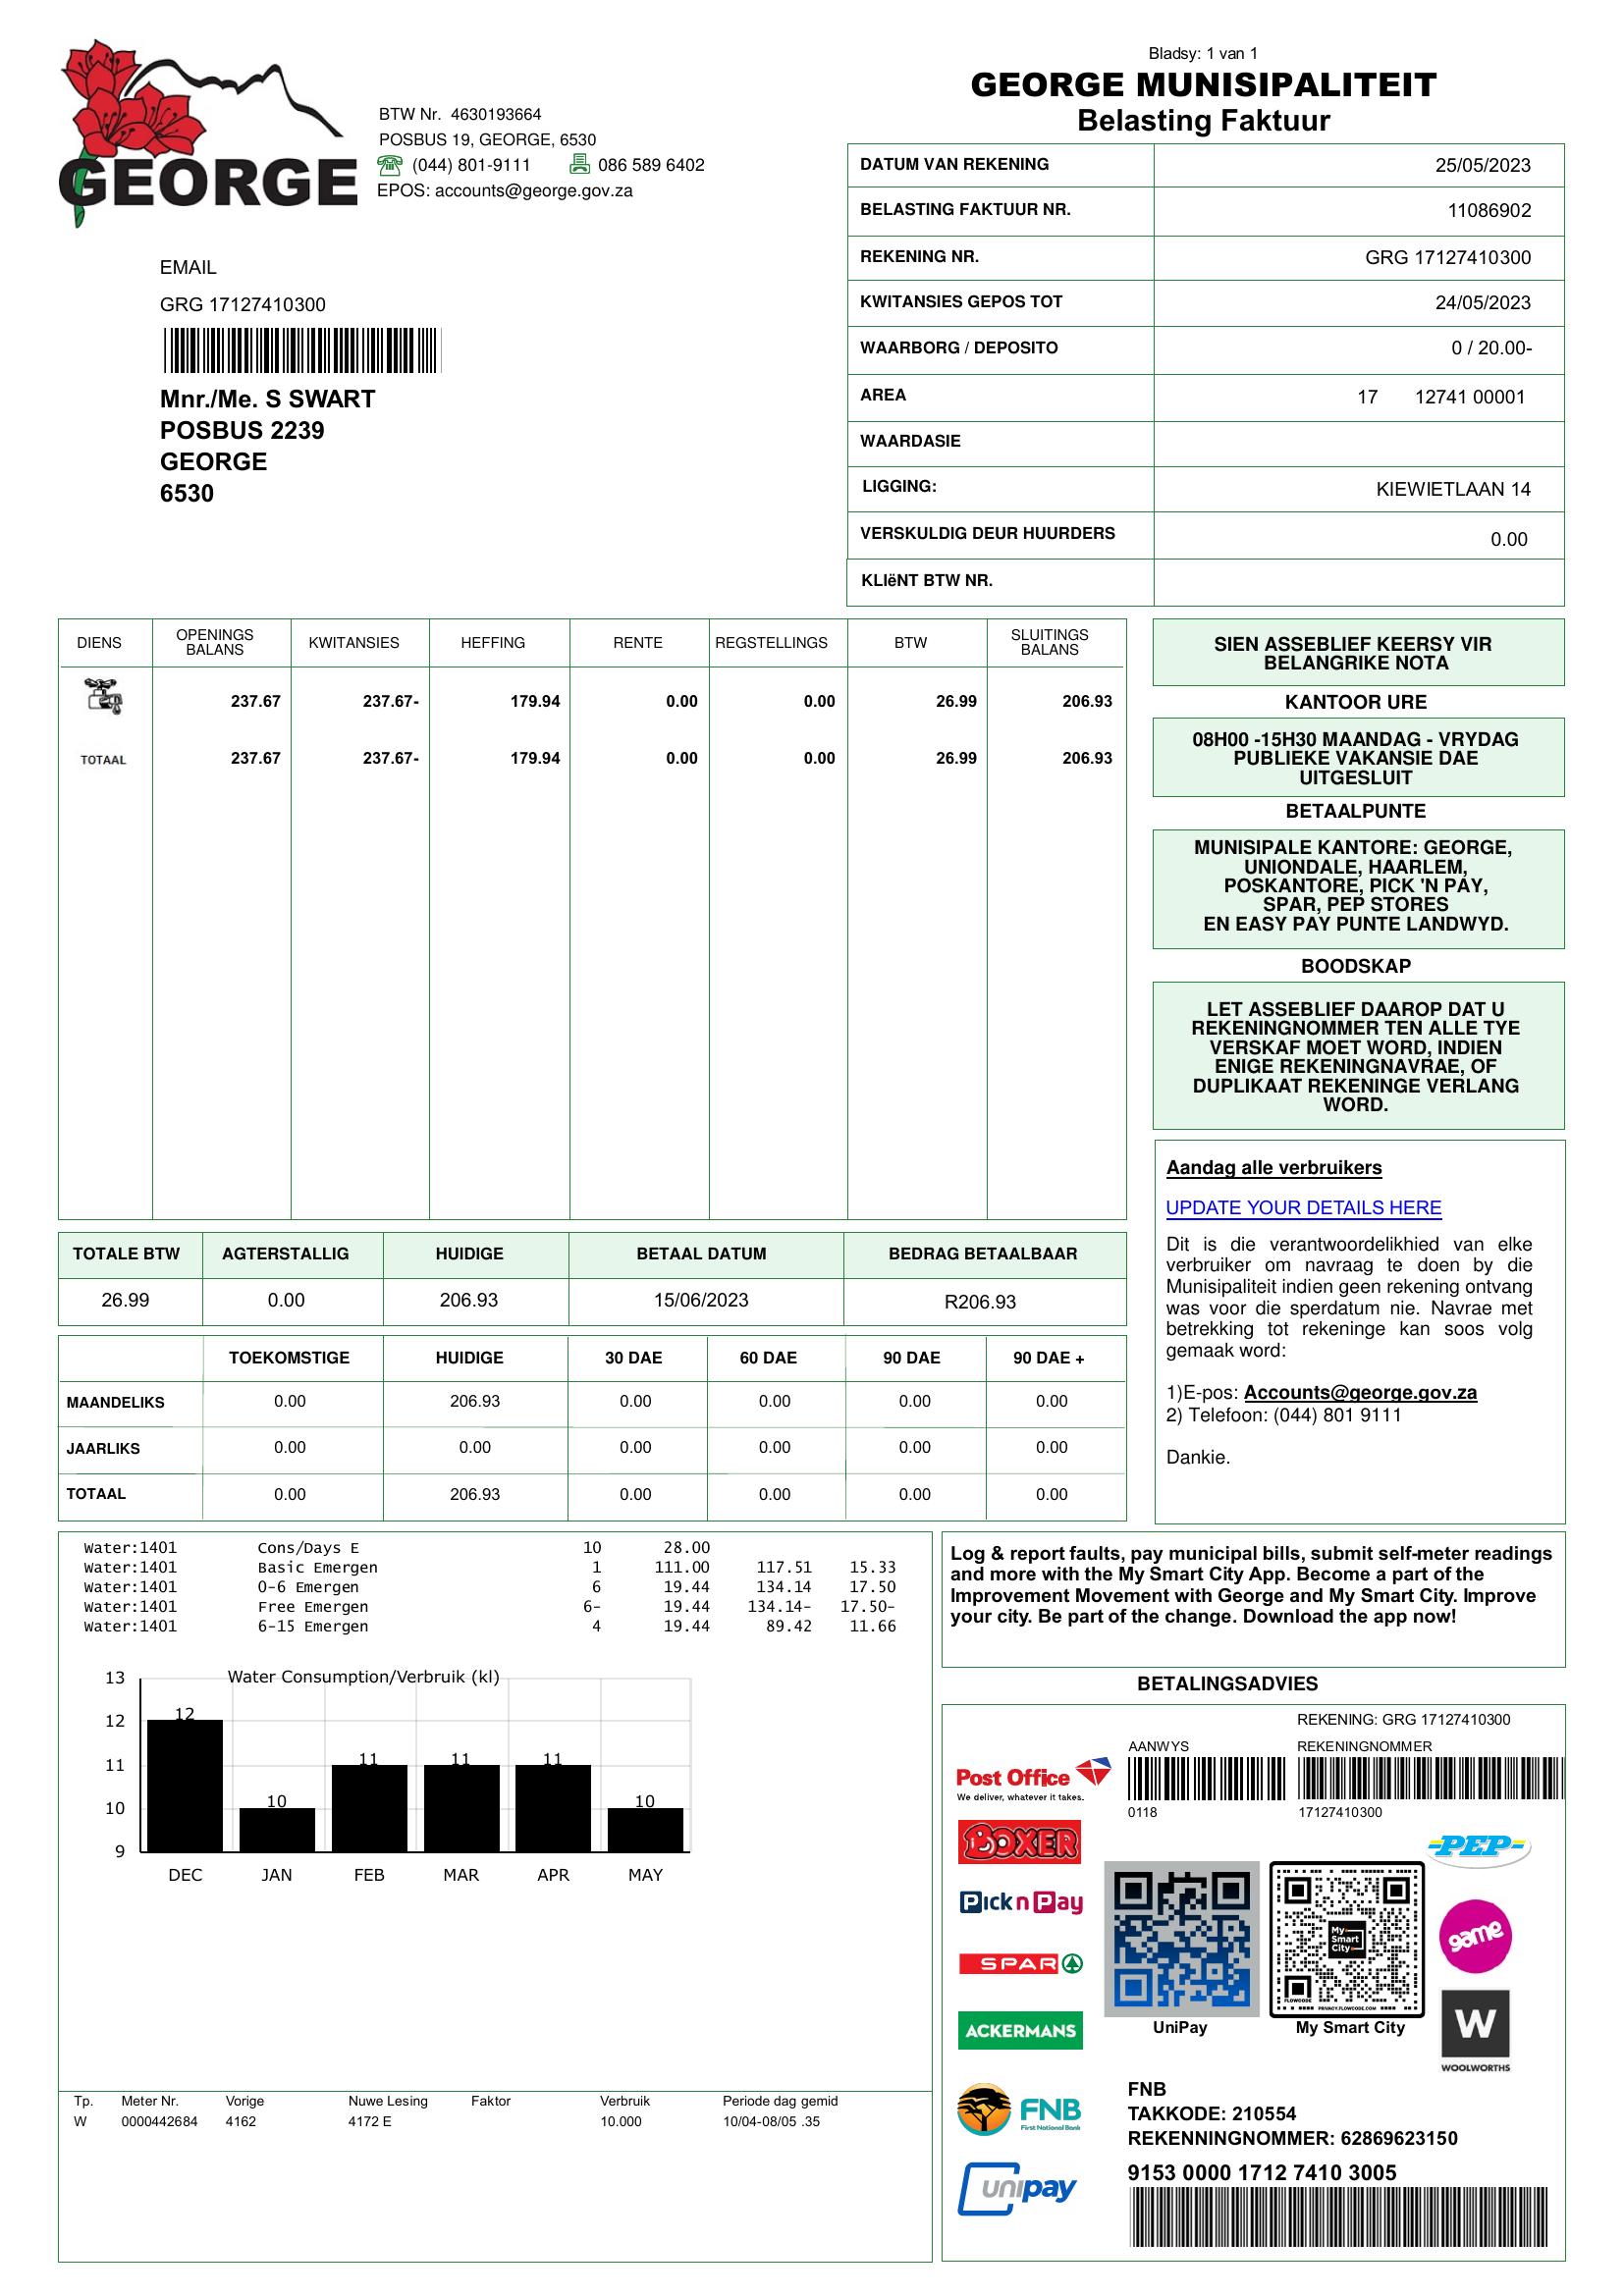 Bladsy: 1 van 1
GEORGE MUNISIPALITEIT
Belasting Faktuur
GEORGE
BTW Nr. 4630193664
POSBUS 19, GEORGE, 6530
(044) 801-9111 086 589 6402
EPOS: accounts@george.gov.za
DATUM VAN REKENING 25/05/2023
BELASTING FAKTUUR NR. 11086902
REKENING NR. GRG 17127410300
KWITANSIES GEPOS TOT 24/05/2023
WAARBORG / DEPOSITO 0 / 20.00-
AREA 17 12741 00001
WAARDASIE
LIGGING: KIEWIETLAAN 14
VERSKULDIG DEUR HUURDERS 0.00
KLIëNT BTW NR.
EMAIL
GRG 17127410300
Mnr./Me. S SWART
POSBUS 2239
GEORGE
6530
DIENS OPENINGS BALANS KWITANSIES HEFFING RENTE REGSTELLINGS BTW SLUITINGS BALANS
237.67 237.67- 179.94 0.00 0.00 26.99 206.93
TOTAAL 237.67 237.67- 179.94 0.00 0.00 26.99 206.93
SIEN ASSEBLIEF KEERSY VIR
BELANGRIKE NOTA
KANTOOR URE
08H00 -15H30 MAANDAG - VRYDAG
PUBLIEKE VAKANSIE DAE
UITGESLUIT
BETAALPUNTE
MUNISIPALE KANTORE: GEORGE,
UNIONDALE, HAARLEM,
POSKANTORE, PICK 'N PAY,
SPAR, PEP STORES
EN EASY PAY PUNTE LANDWYD.
BOODSKAP
LET ASSEBLIEF DAAROP DAT U
REKENINGNOMMER TEN ALLE TYE
VERSKAF MOET WORD, INDIEN
ENIGE REKENINGNAVRAE, OF
DUPLIKAAT REKENINGE VERLANG
WORD.
Aandag alle verbruikers
UPDATE YOUR DETAILS HERE
Dit is die verantwoordelikhied van elke
verbruiker om navraag te doen by die
Munisipaliteit indien geen rekening ontvang
was voor die sperdatum nie. Navrae met
betrekking tot rekeninge kan soos volg
gemaak word:
1)E-pos: Accounts@george.gov.za
2) Telefoon: (044) 801 9111
Dankie.
TOTALE BTW AGTERSTALLIG HUIDIGE BETAAL DATUM BEDRAG BETAALBAAR
26.99 0.00 206.93 15/06/2023 R206.93
TOEKOMSTIGE HUIDIGE 30 DAE 60 DAE 90 DAE 90 DAE +
MAANDELIKS 0.00 206.93 0.00 0.00 0.00 0.00
JAARLIKS 0.00 0.00 0.00 0.00 0.00 0.00
TOTAAL 0.00 206.93 0.00 0.00 0.00 0.00
Water:1401 Cons/Days E 10 28.00
Water:1401 Basic Emergen 1 111.00 117.51 15.33
Water:1401 0-6 Emergen 6 19.44 134.14 17.50
Water:1401 Free Emergen 6- 19.44 134.14- 17.50-
Water:1401 6-15 Emergen 4 19.44 89.42 11.66
Water Consumption/Verbruik (kl)
13
12
11
10
9
12 10 11 11 11 10
DEC JAN FEB MAR APR MAY
Tp. Meter Nr. Vorige Nuwe Lesing Faktor Verbruik Periode dag gemid
W 0000442684 4162 4172 E 10.000 10/04-08/05 .35
Log & report faults, pay municipal bills, submit self-meter readings
and more with the My Smart City App. Become a part of the
Improvement Movement with George and My Smart City. Improve
your city. Be part of the change. Download the app now!
BETALINGSADVIES
REKENING: GRG 17127410300
AANWYS REKENINGNOMMER
Post Office
We deliver, whatever it takes.
0118 17127410300
BOXER
PEP
Pick n Pay
game
SPAR
My Smart City
FLOWCODE PRIVACY.FLOWCODE.COM
ACKERMANS
UniPay My Smart City
W
WOOLWORTHS
FNB
First National Bank
FNB
TAKKODE: 210554
REKENNINGNOMMER: 62869623150
unipay
9153 0000 1712 7410 3005